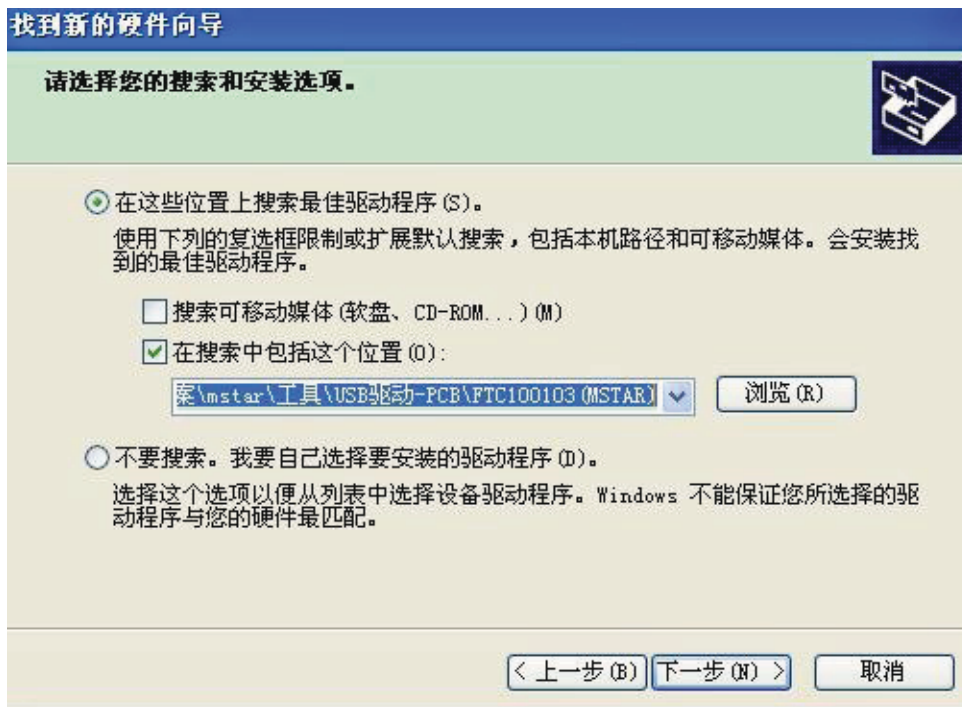 找到新的硬件向导
请选择您的搜索和安装选项。
在这些位置上搜索最佳驱动程序(S)。
使用下列的复选框限制或扩展默认搜索，包括本机路径和可移动媒体。会安装找
到的最佳驱动程序。
搜索可移动媒体(软盘、CD-ROM...)(M)
在搜索中包括这个位置(O):
案\mstar\工具\USB驱动-PCB\FTC100103(MSTAR)
浏览(R)
不要搜索。我要自己选择要安装的驱动程序(D)。
选择这个选项以便从列表中选择设备驱动程序。Windows 不能保证您所选择的驱
动程序与您的硬件最匹配。
< 上一步(B) 下一步(N) > 取消